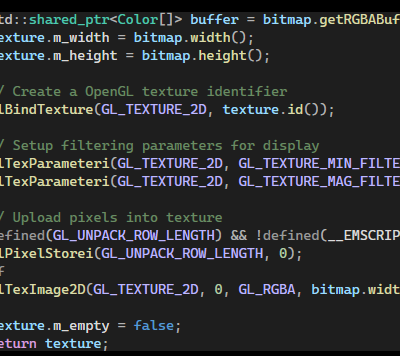 td::shared_ptr<Color[]> buffer = bitmap.getRGBABuf
exture.m_width = bitmap.width();
exture.m_height = bitmap.height();
/ Create a OpenGL texture identifier
lBindTexture(GL_TEXTURE_2D, texture.id());
/ Setup filtering parameters for display
lTexParameteri(GL_TEXTURE_2D, GL_TEXTURE_MIN_FILTE
lTexParameteri(GL_TEXTURE_2D, GL_TEXTURE_MAG_FILTE
/ Upload pixels into texture
efined(GL_UNPACK_ROW_LENGTH) && !defined(__EMSCRIP
lPixelStorei(GL_UNPACK_ROW_LENGTH, 0);
f
lTexImage2D(GL_TEXTURE_2D, 0, GL_RGBA, bitmap.widt
exture.m_empty = false;
eturn texture;